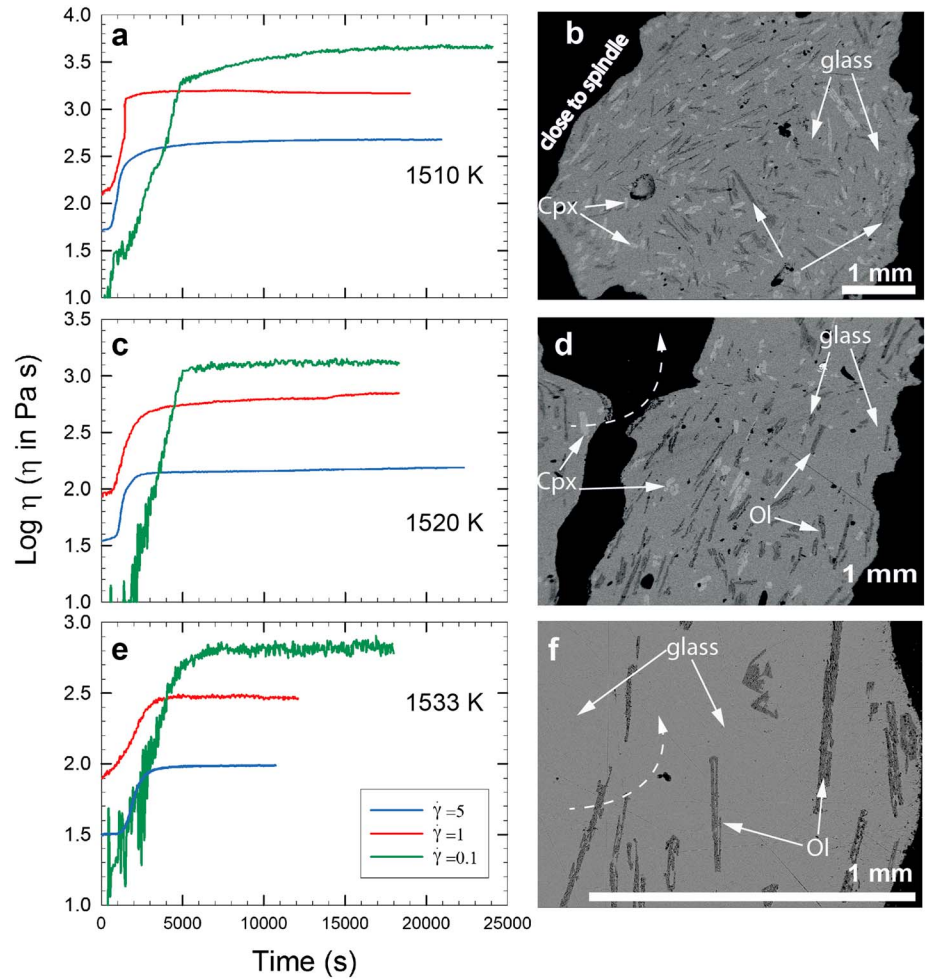 a
4.0
3.5
3.0
2.5
2.0
1.5
1.0
1510 K
b
close to spindle
glass
Cpx
1 mm
c
3.5
3.0
2.5
2.0
1.5
1.0
1520 K
Log η (η in Pa s)
d
glass
Cpx
Ol
1 mm
e
3.0
2.5
2.0
1.5
1.0
1533 K
γ̇ =5
γ̇ =1
γ̇ =0.1
0 5000 10000 15000 20000 25000
Time (s)
f
glass
Ol
1 mm